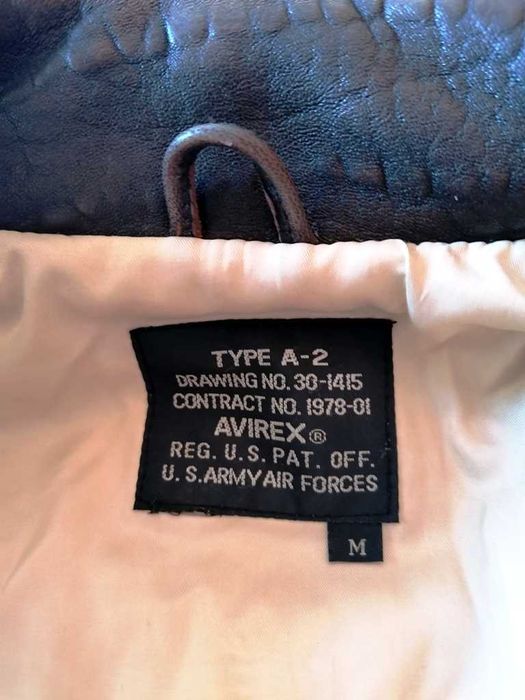 TYPE A-2
DRAWING NO. 30-1415
CONTRACT NO. 1978-01
AVIREX®
REG. U.S. PAT. OFF.
U.S.ARMY AIR FORCES
M